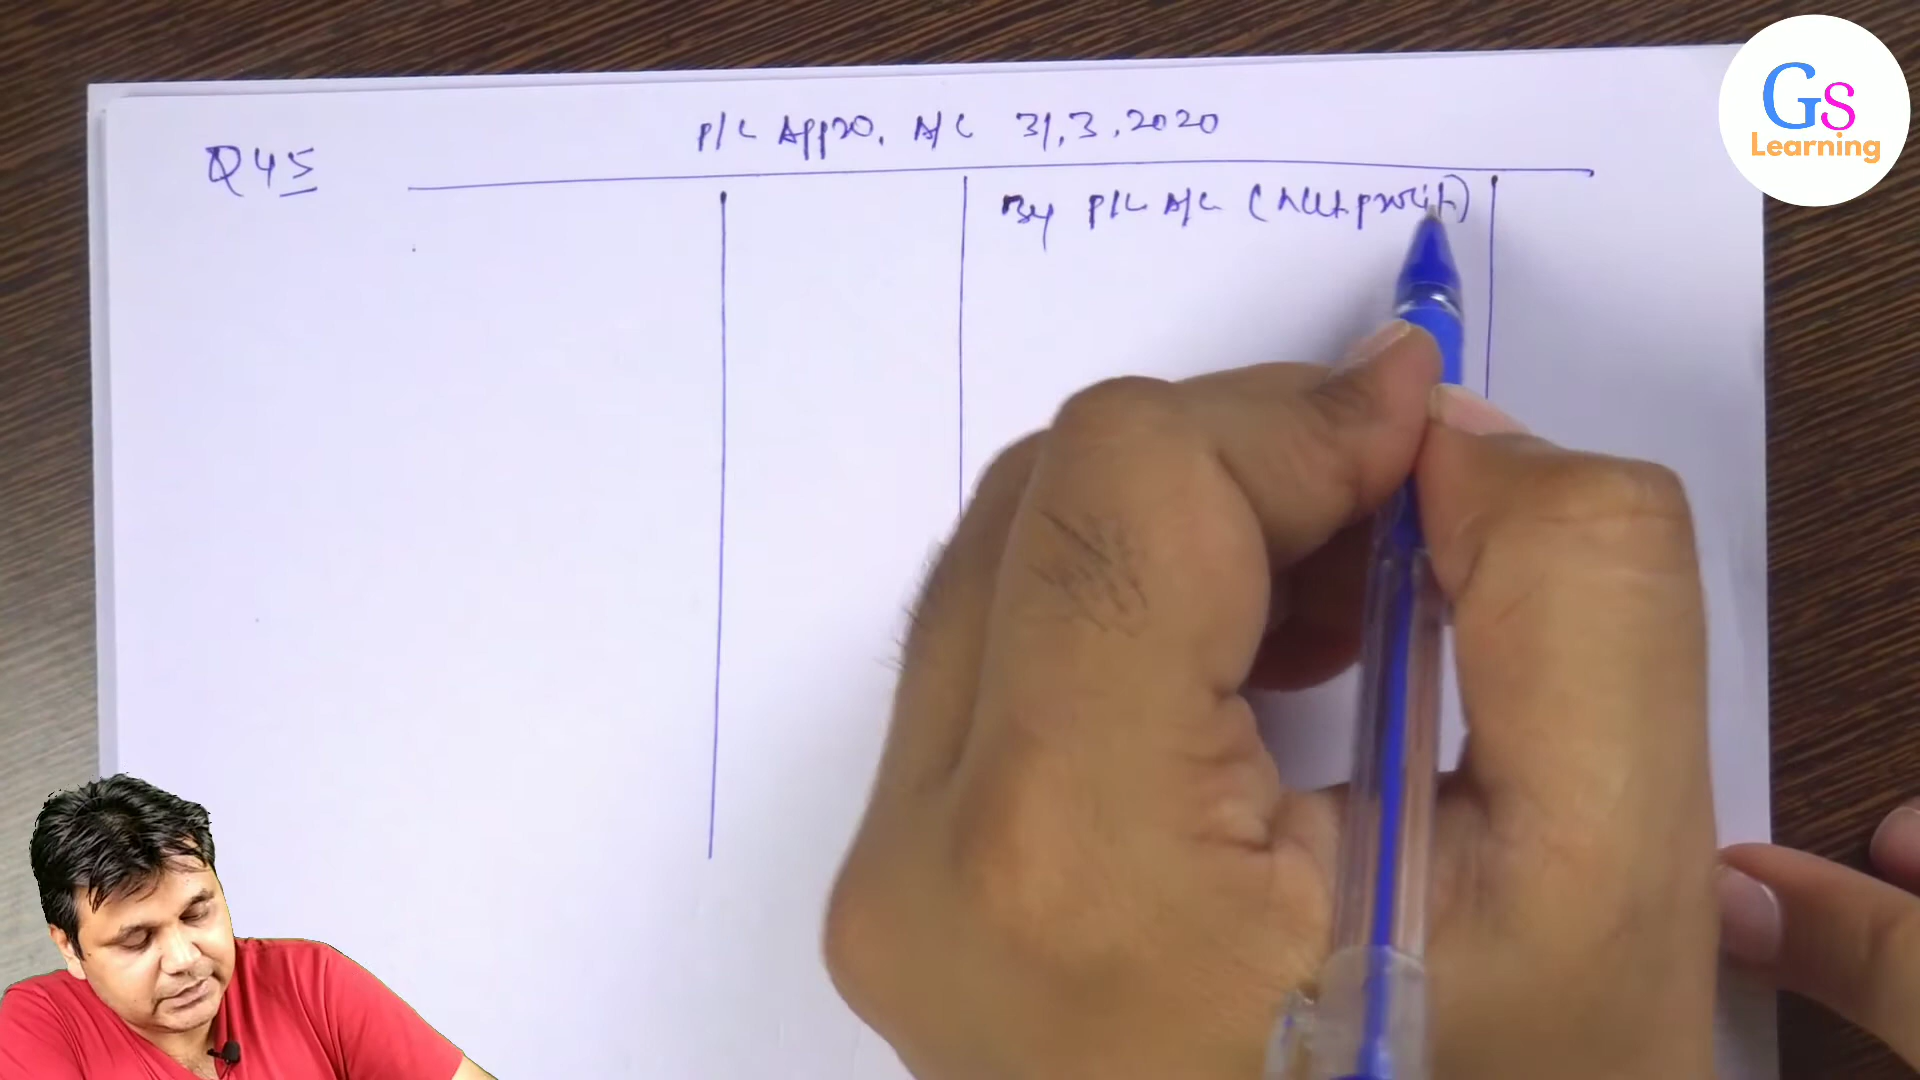 P/L Appro. A/C 31.3.2020
Q45
By P/L A/C (Net profit)
Gs
Learning